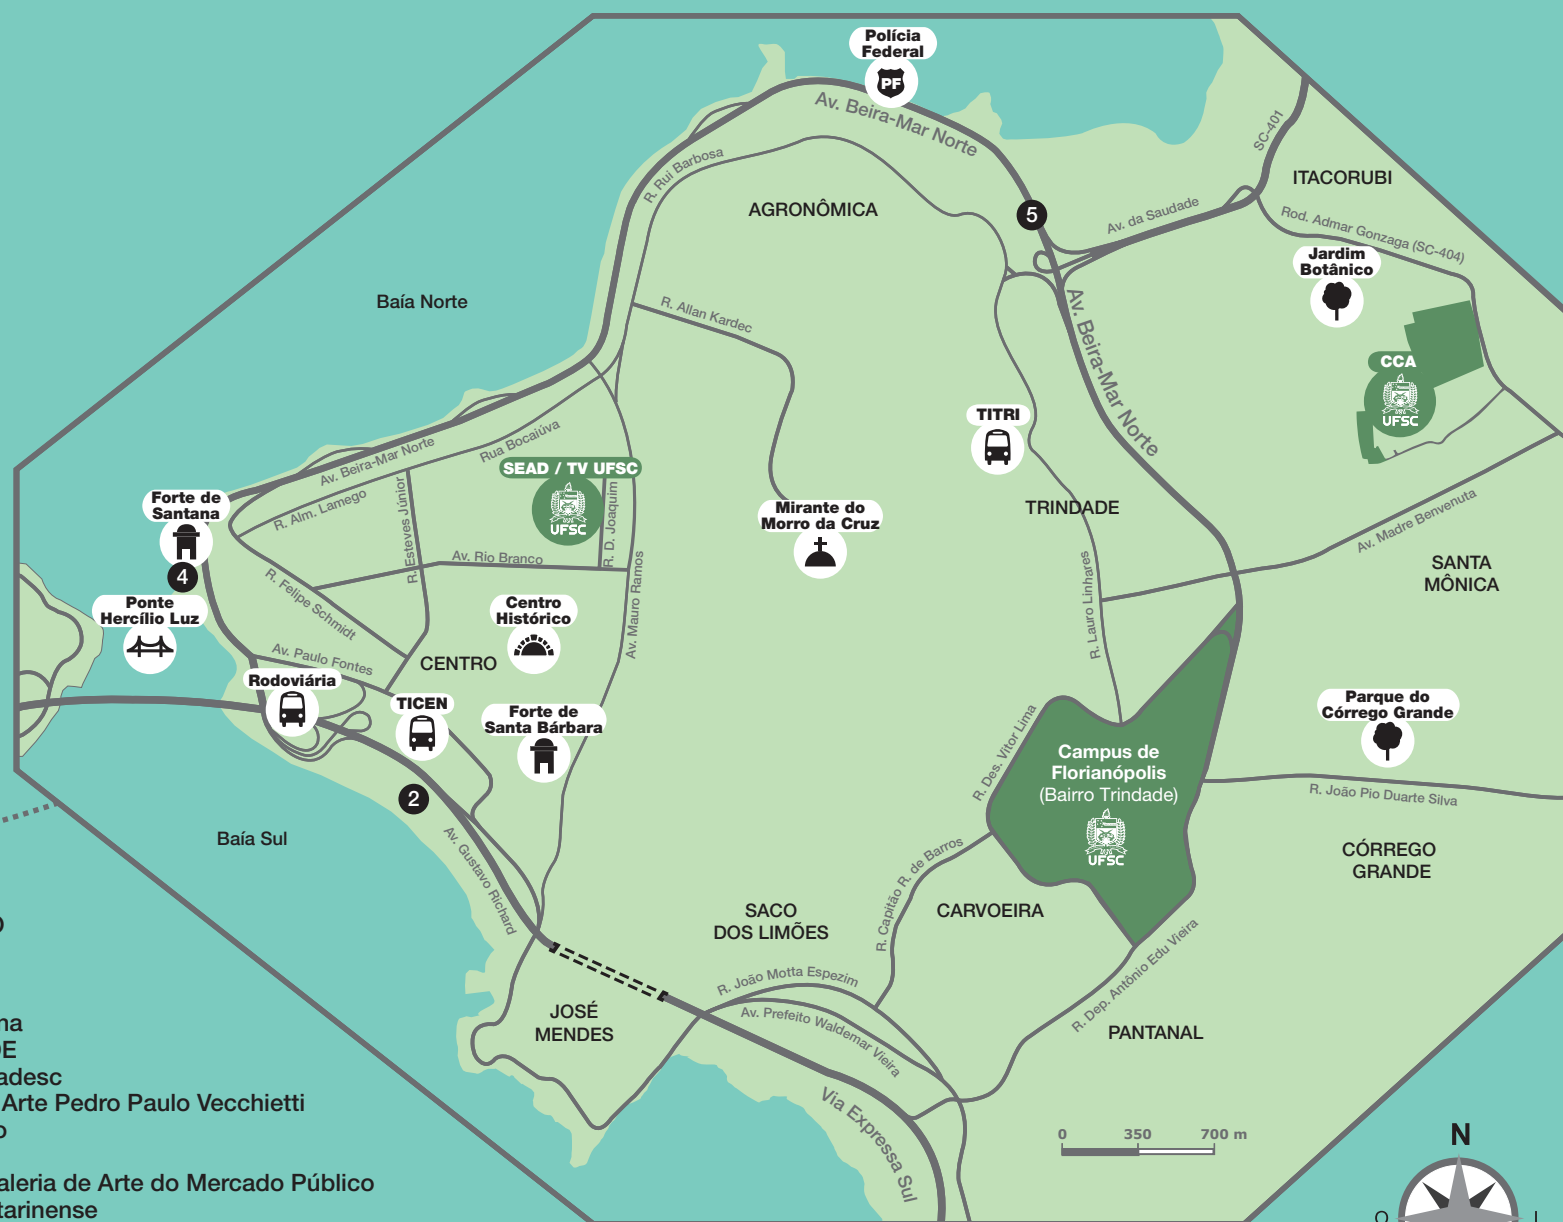 Polícia
Federal
PF
Av. Beira-Mar Norte
SC-401
ITACORUBI
R. Rui Barbosa
AGRONÔMICA
5
Av. da Saudade
Rod. Admar Gonzaga (SC-404)
Jardim
Botânico
Baía Norte
R. Allan Kardec
Av. Beira-Mar Norte
CCA
UFSC
TITRI
Rua Bocaiúva
Av. Beira-Mar Norte
SEAD / TV UFSC
UFSC
R. D. Joaquim
Forte de
Santana
R. Alm. Lamego
R. Esteves Júnior
Mirante do
Morro da Cruz
TRINDADE
Av. Madre Benvenuta
4
Av. Rio Branco
SANTA
MÔNICA
R. Felipe Schmidt
Av. Mauro Ramos
R. Lauro Linhares
Ponte
Hercílio Luz
Centro
Histórico
Av. Paulo Fontes
CENTRO
Rodoviária
TICEN
Forte de
Santa Bárbara
R. Des. Vitor Lima
Parque do
Córrego Grande
Campus de
Florianópolis
(Bairro Trindade)
UFSC
2
R. João Pio Duarte Silva
Baía Sul
Av. Gustavo Richard
CÓRREGO
GRANDE
R. Capitão R. de Barros
SACO
DOS LIMÕES
CARVOEIRA
R. Dep. Antônio Edu Vieira
R. João Motta Espezim
JOSÉ
MENDES
Av. Prefeito Waldemar Vieira
PANTANAL
Via Expressa Sul
0 350 700 m
N
adesc
Arte Pedro Paulo Vecchietti
aleria de Arte do Mercado Público
tarinense